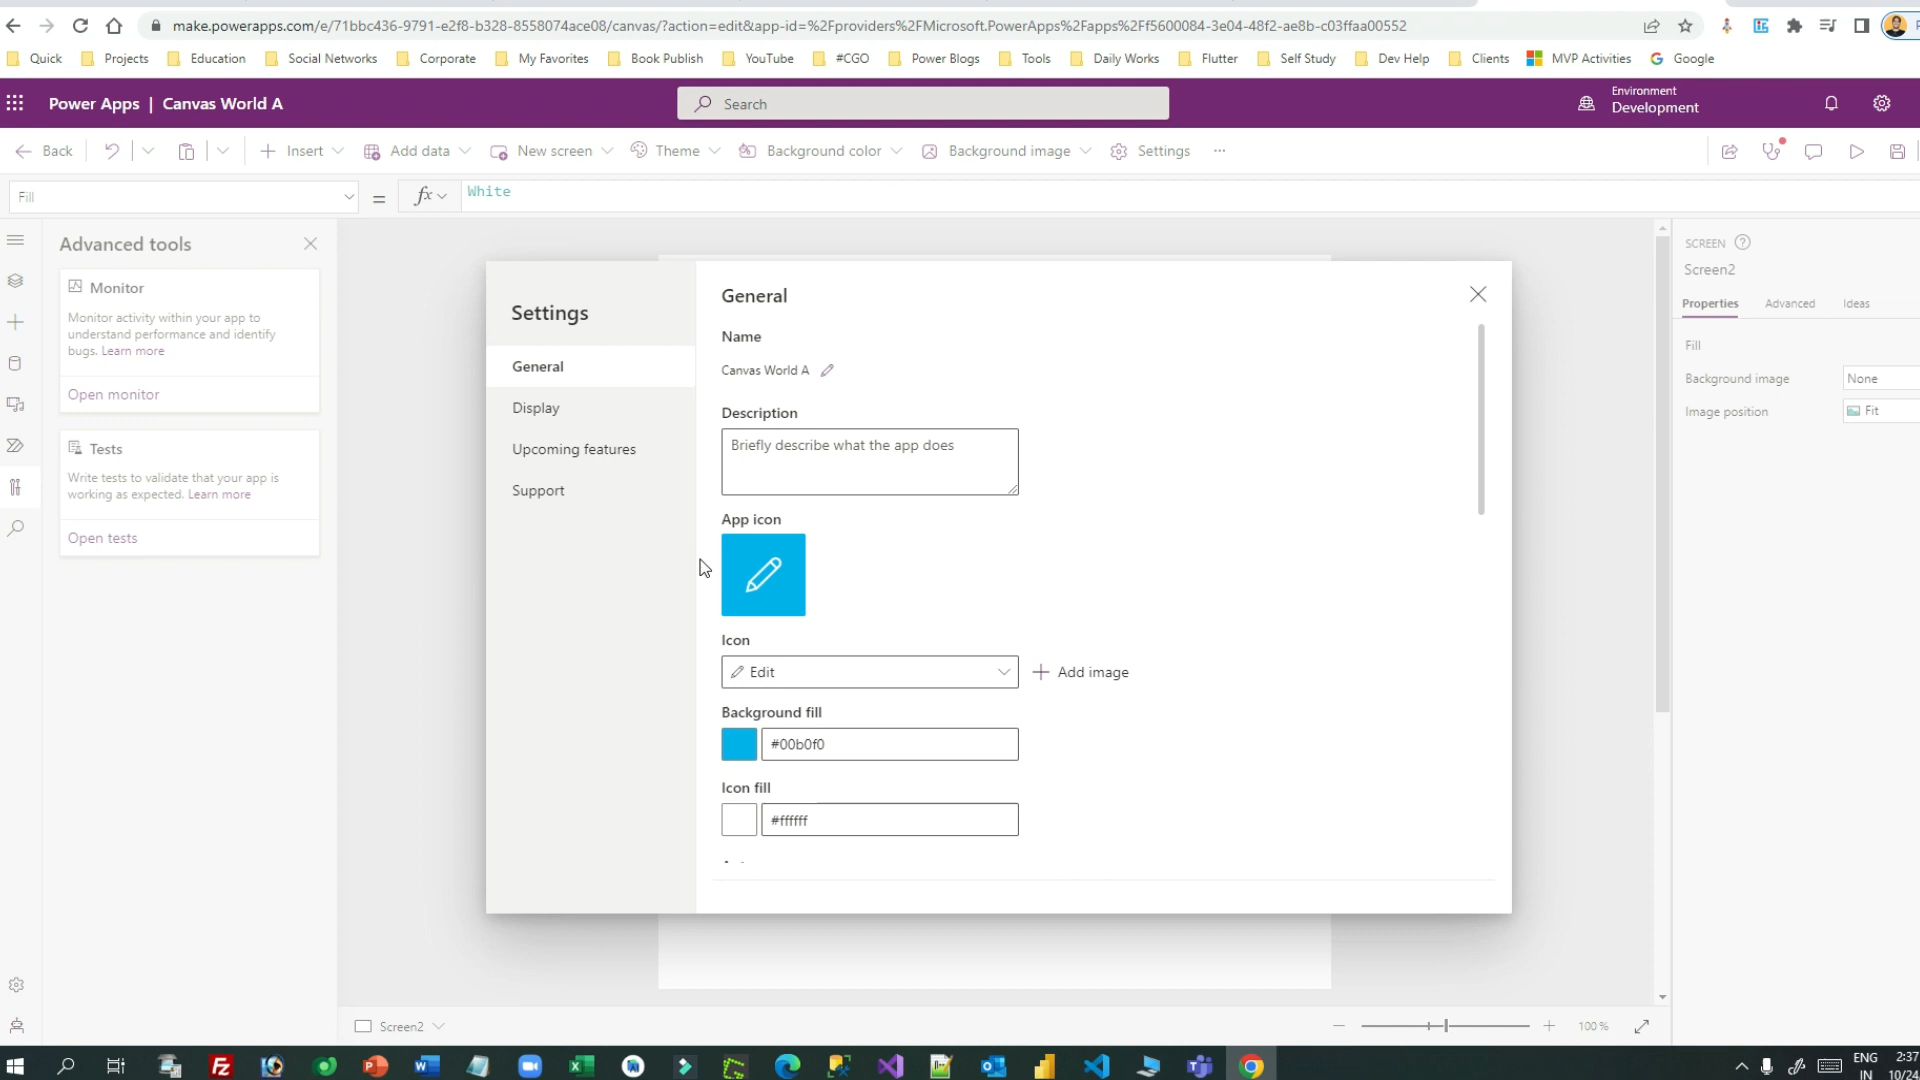 make.powerapps.com/e/71bbc436-9791-e2f8-b328-8558074ace08/canvas/?action=edit&app-id=%2Fproviders%2FMicrosoft.PowerApps%2Fapps%2Ff5600084-3e04-48f2-ae8b-c03ffaa00552
Quick Projects Education Social Networks Corporate My Favorites Book Publish YouTube #CGO Power Blogs Tools Daily Works Flutter Self Study Dev Help Clients MVP Activities Google
Power Apps | Canvas World A
Search
Environment
Development
Back Insert Add data New screen Theme Background color Background image Settings ...
Fill
= fx White
Advanced tools
Monitor
Monitor activity within your app to
understand performance and identify
bugs. Learn more
Open monitor
Tests
Write tests to validate that your app is
working as expected. Learn more
Open tests
Settings
General
Display
Upcoming features
Support
General
Name
Canvas World A
Description
Briefly describe what the app does
App icon
Icon
Edit
Add image
Background fill
#00b0f0
Icon fill
#ffffff
SCREEN
Screen2
Properties Advanced Ideas
Fill
Background image None
Image position Fit
Screen2
100 %
ENG
IN
2:37
10/24